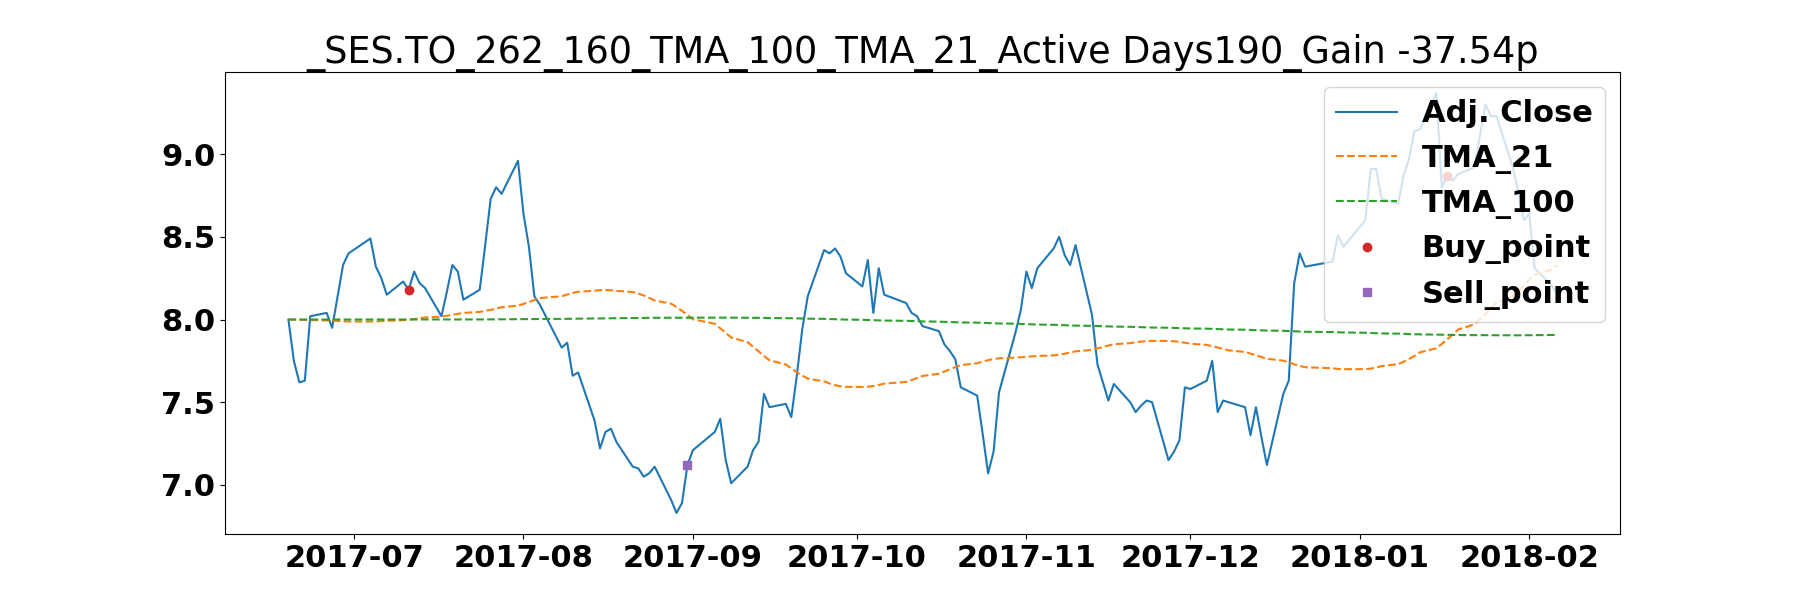 _SES.TO_262_160_TMA_100_TMA_21_Active Days190_Gain -37.54p
Adj. Close
TMA_21
TMA_100
Buy_point
Sell_point
9.0
8.5
8.0
7.5
7.0
2017-07 2017-08 2017-09 2017-10 2017-11 2017-12 2018-01 2018-02